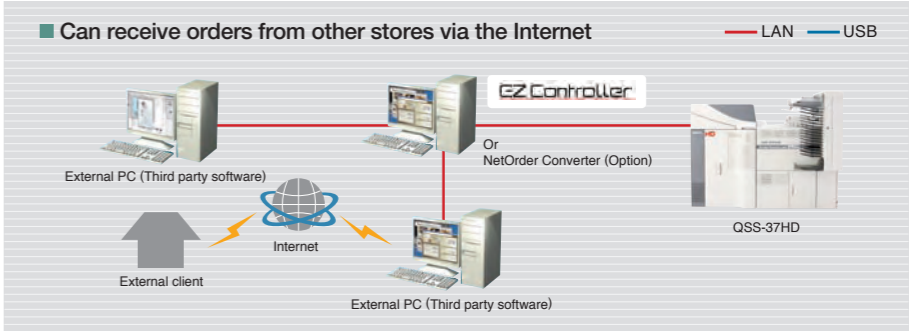 Can receive orders from other stores via the Internet
LAN
USB
EZ Controller
Or
NetOrder Converter (Option)
External PC (Third party software)
QSS-37HD
Internet
External client
External PC (Third party software)